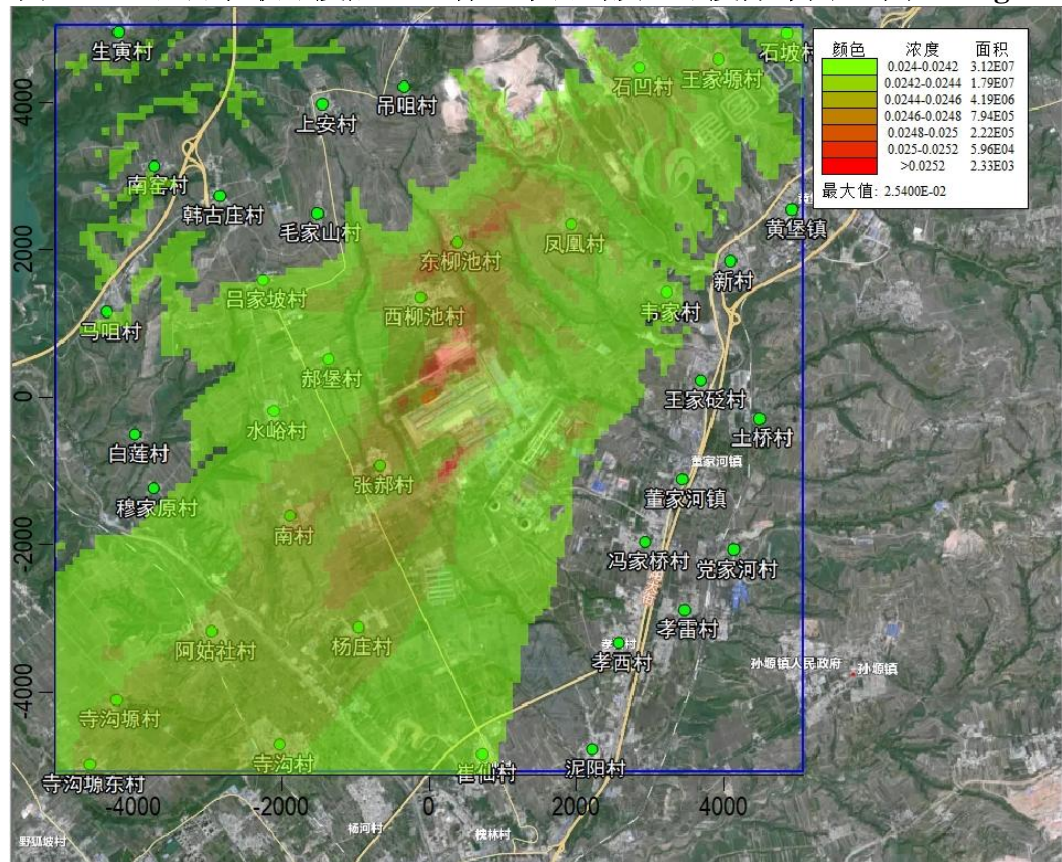 颜色 浓度 面积
0.024-0.0242 3.12E07
0.0242-0.0244 1.79E07
0.0244-0.0246 4.19E06
0.0246-0.0248 7.94E05
0.0248-0.025 2.22E05
0.025-0.0252 5.96E04
>0.0252 2.33E03
最大值: 2.5400E-02
生寅村
石坡村
石凹村
王家塬村
吊咀村
上安村
南窑村
韩古庄村
毛家山村
黄堡镇
凤凰村
东柳池村
新村
吕家坡村
西柳池村
韦家村
马咀村
郝堡村
王家砭村
水峪村
土桥村
白莲村
董家河镇
张郝村
董家河镇
穆家原村
南村
冯家桥村
党家河村
孝雷村
杨庄村
阿姑社村
孝西村
孙塬镇人民政府
孙塬镇
寺沟塬村
寺沟村
崔仙村
泥阳村
寺沟塬东村
杨河村
槐林村
野狐坡村
4000
2000
0
-2000
-4000
-4000
-2000
0
2000
4000